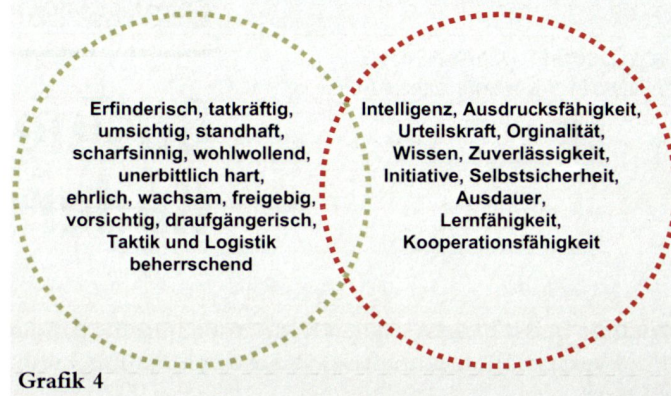 Erfinderisch, tatkräftig,
umsichtig, standhaft,
scharfsinnig, wohlwollend,
unerbittlich hart,
ehrlich, wachsam, freigebig,
vorsichtig, draufgängerisch,
Taktik und Logistik
beherrschend
Intelligenz, Ausdrucksfähigkeit,
Urteilskraft, Orginalität,
Wissen, Zuverlässigkeit,
Initiative, Selbstsicherheit,
Ausdauer,
Lernfähigkeit,
Kooperationsfähigkeit
Grafik 4